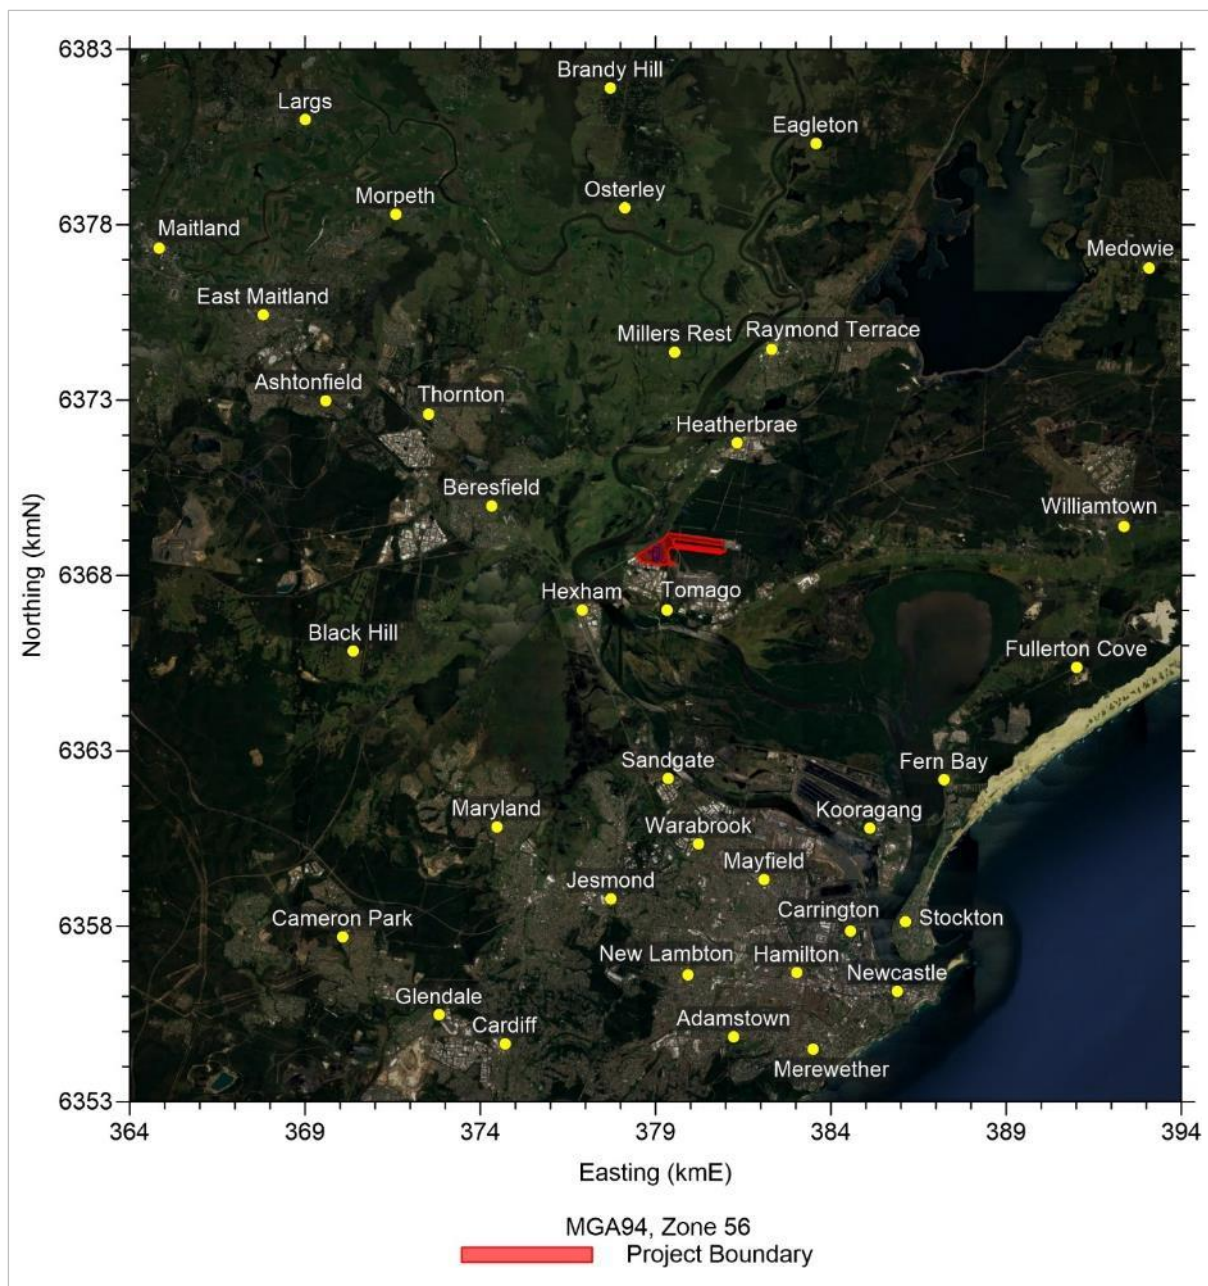 6383
Brandy Hill
Largs
Eagleton
Osterley
Morpeth
6378
Maitland
Medowie
East Maitland
Millers Rest
Raymond Terrace
Ashtonfield
6373
Thornton
Heatherbrae
Beresfield
Williamtown
6368
Hexham
Tomago
Black Hill
Fullerton Cove
6363
Sandgate
Fern Bay
Maryland
Kooragang
Warabrook
Mayfield
Jesmond
Carrington
Stockton
Cameron Park
6358
New Lambton
Hamilton
Newcastle
Glendale
Cardiff
Adamstown
Merewether
6353
Northing (kmN)
364
369
374
379
384
389
394
Easting (kmE)
MGA94, Zone 56
Project Boundary